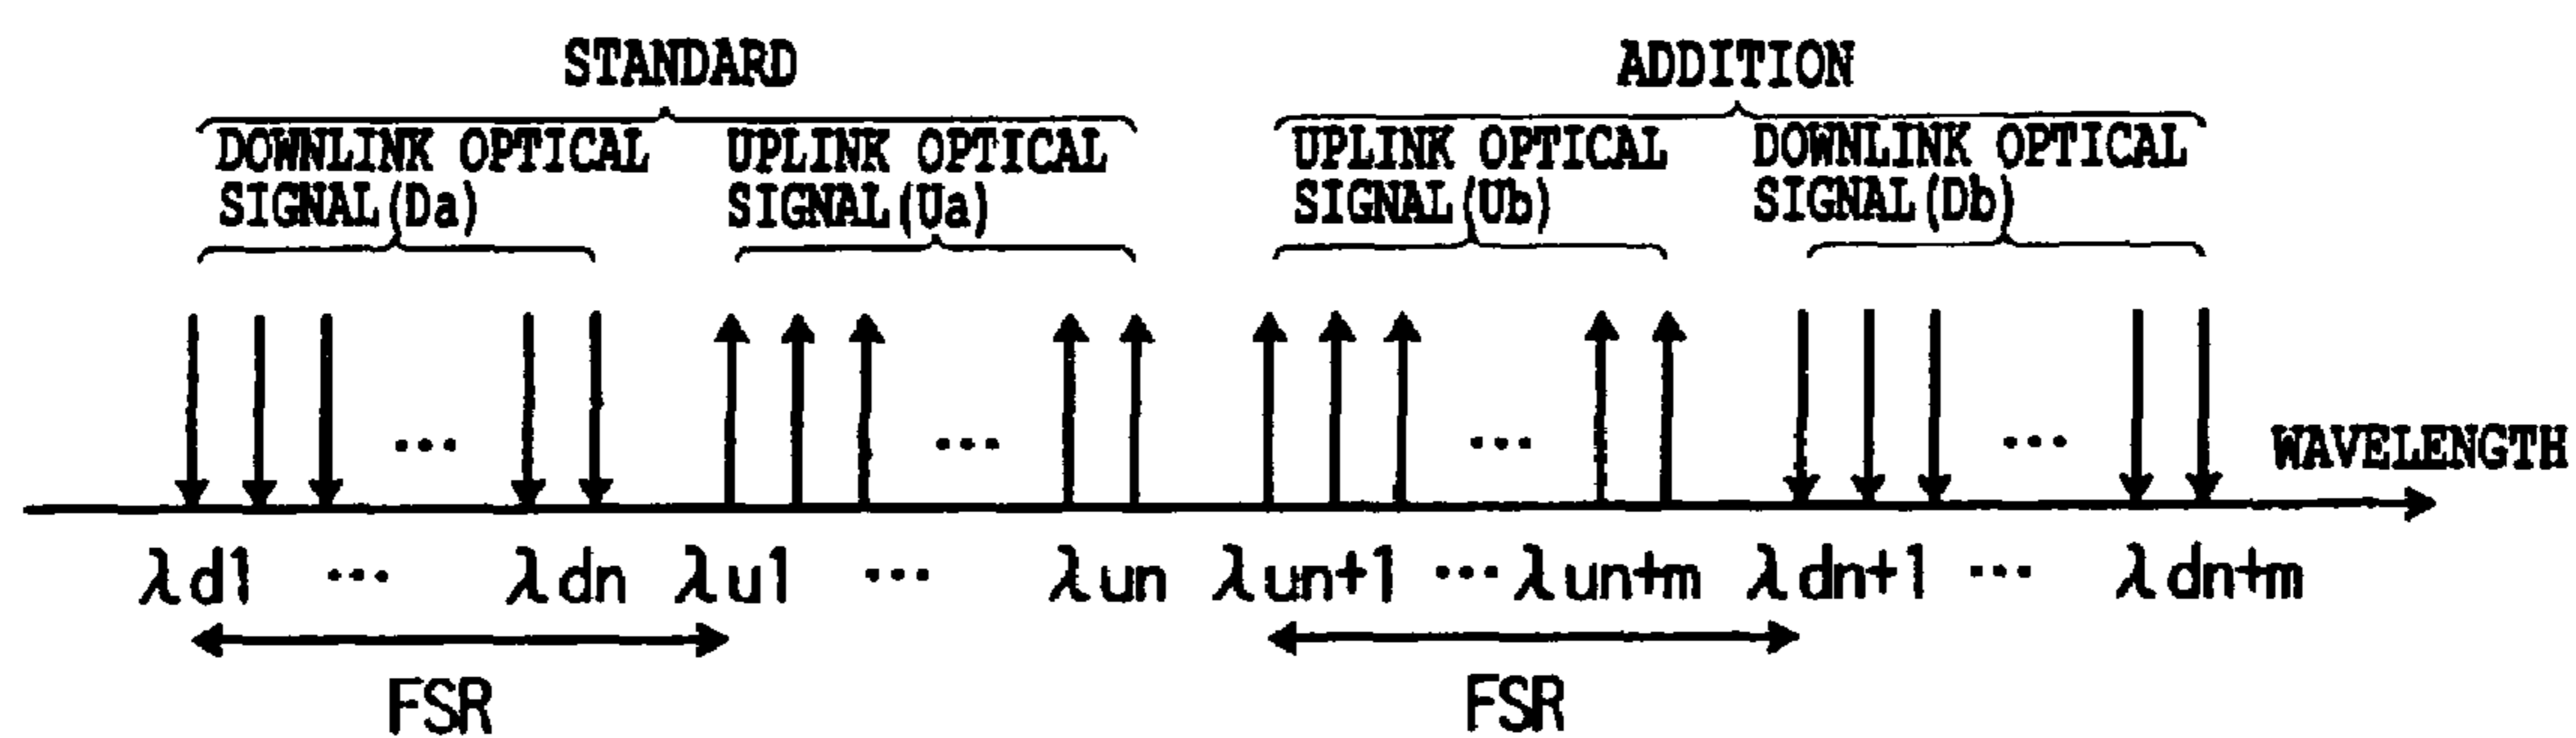 STANDARD ADDITION
DOWNLINK OPTICAL SIGNAL(Da)
UPLINK OPTICAL SIGNAL(Ua)
UPLINK OPTICAL SIGNAL(Ub)
DOWNLINK OPTICAL SIGNAL(Db)
... ... ... ...
WAVELENGTH
λd1 ... λdn λu1 ... λun λun+1 ... λun+m λdn+1 ... λdn+m
FSR FSR